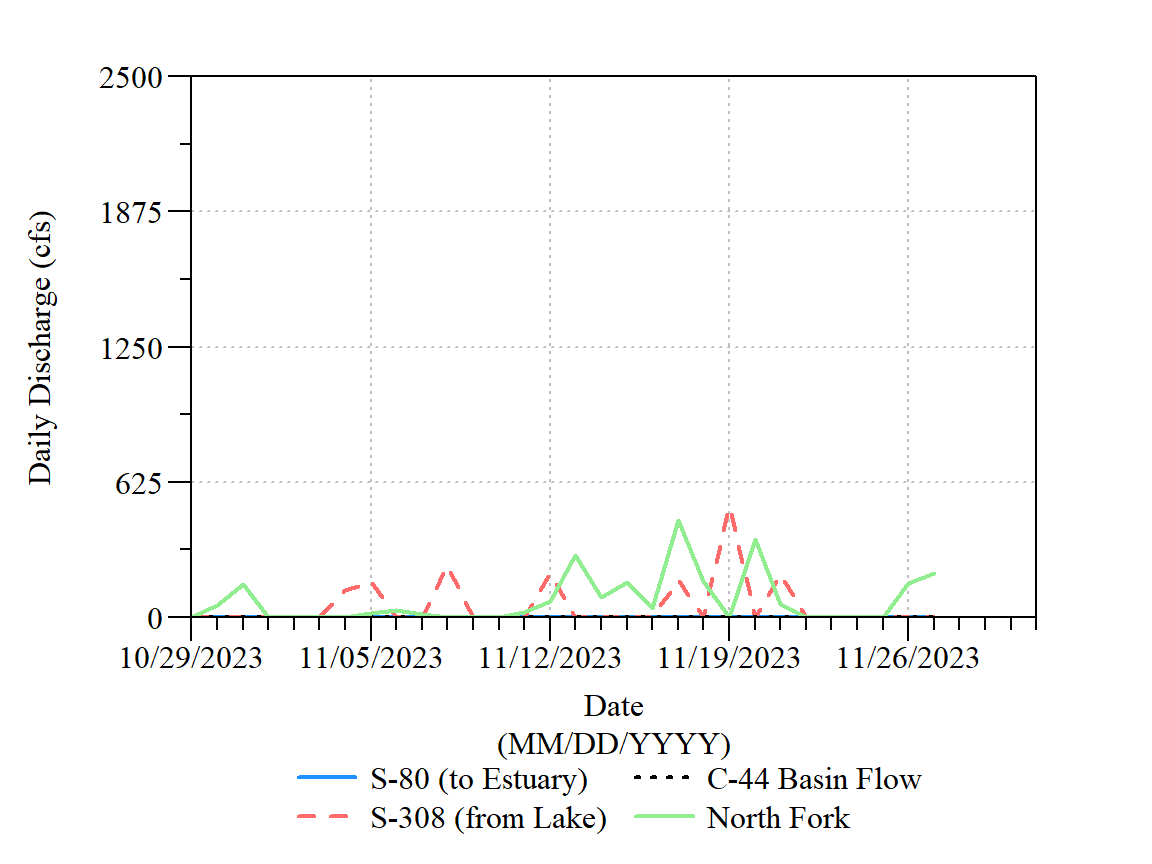 2500
1875
1250
625
0
Daily Discharge (cfs)
10/29/2023 11/05/2023 11/12/2023 11/19/2023 11/26/2023
Date
(MM/DD/YYYY)
S-80 (to Estuary) C-44 Basin Flow
S-308 (from Lake) North Fork